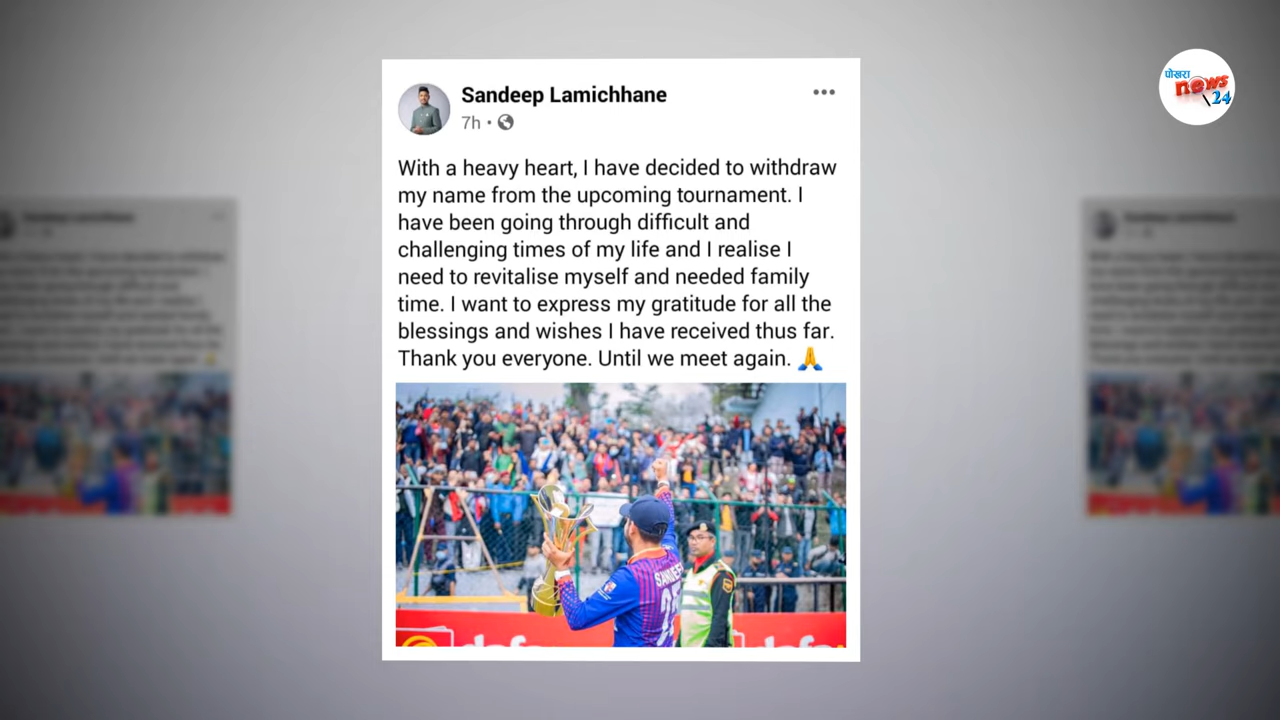 Sandeep Lamichhane
7h
पोखरा
news
24
With a heavy heart, I have decided to withdraw
my name from the upcoming tournament. I
have been going through difficult and
challenging times of my life and I realise I
need to revitalise myself and needed family
time. I want to express my gratitude for all the
blessings and wishes I have received thus far.
Thank you everyone. Until we meet again. 🙏
SANDEEP